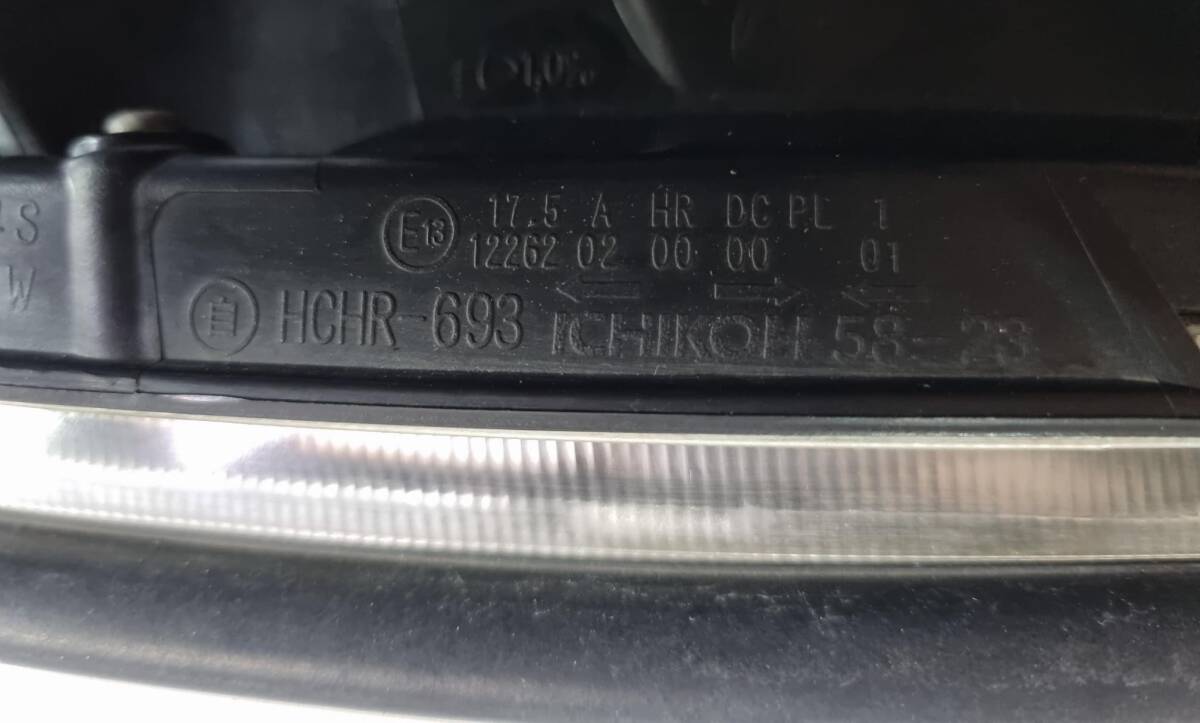 1,0%
-S
W
E13 17.5 A HR DC PL 1
12262 02 00 00 01
← → ←
自 HCHR-693 ICHIKOH 58-23